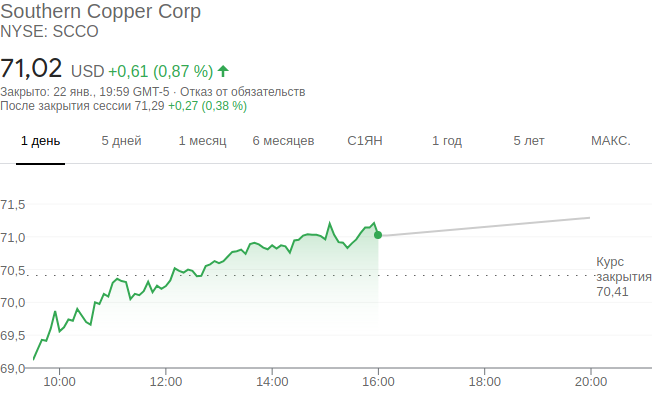 Southern Copper Corp
NYSE: SCCO
71,02 USD +0,61 (0,87 %)
Закрыто: 22 янв., 19:59 GMT-5 · Отказ от обязательств
После закрытия сессии 71,29 +0,27 (0,38 %)
1 день 5 дней 1 месяц 6 месяцев С1ЯН 1 год 5 лет МАКС.
71,5
71,0
70,5
70,0
69,5
69,0
Курс
закрытия
70,41
10:00 12:00 14:00 16:00 18:00 20:00